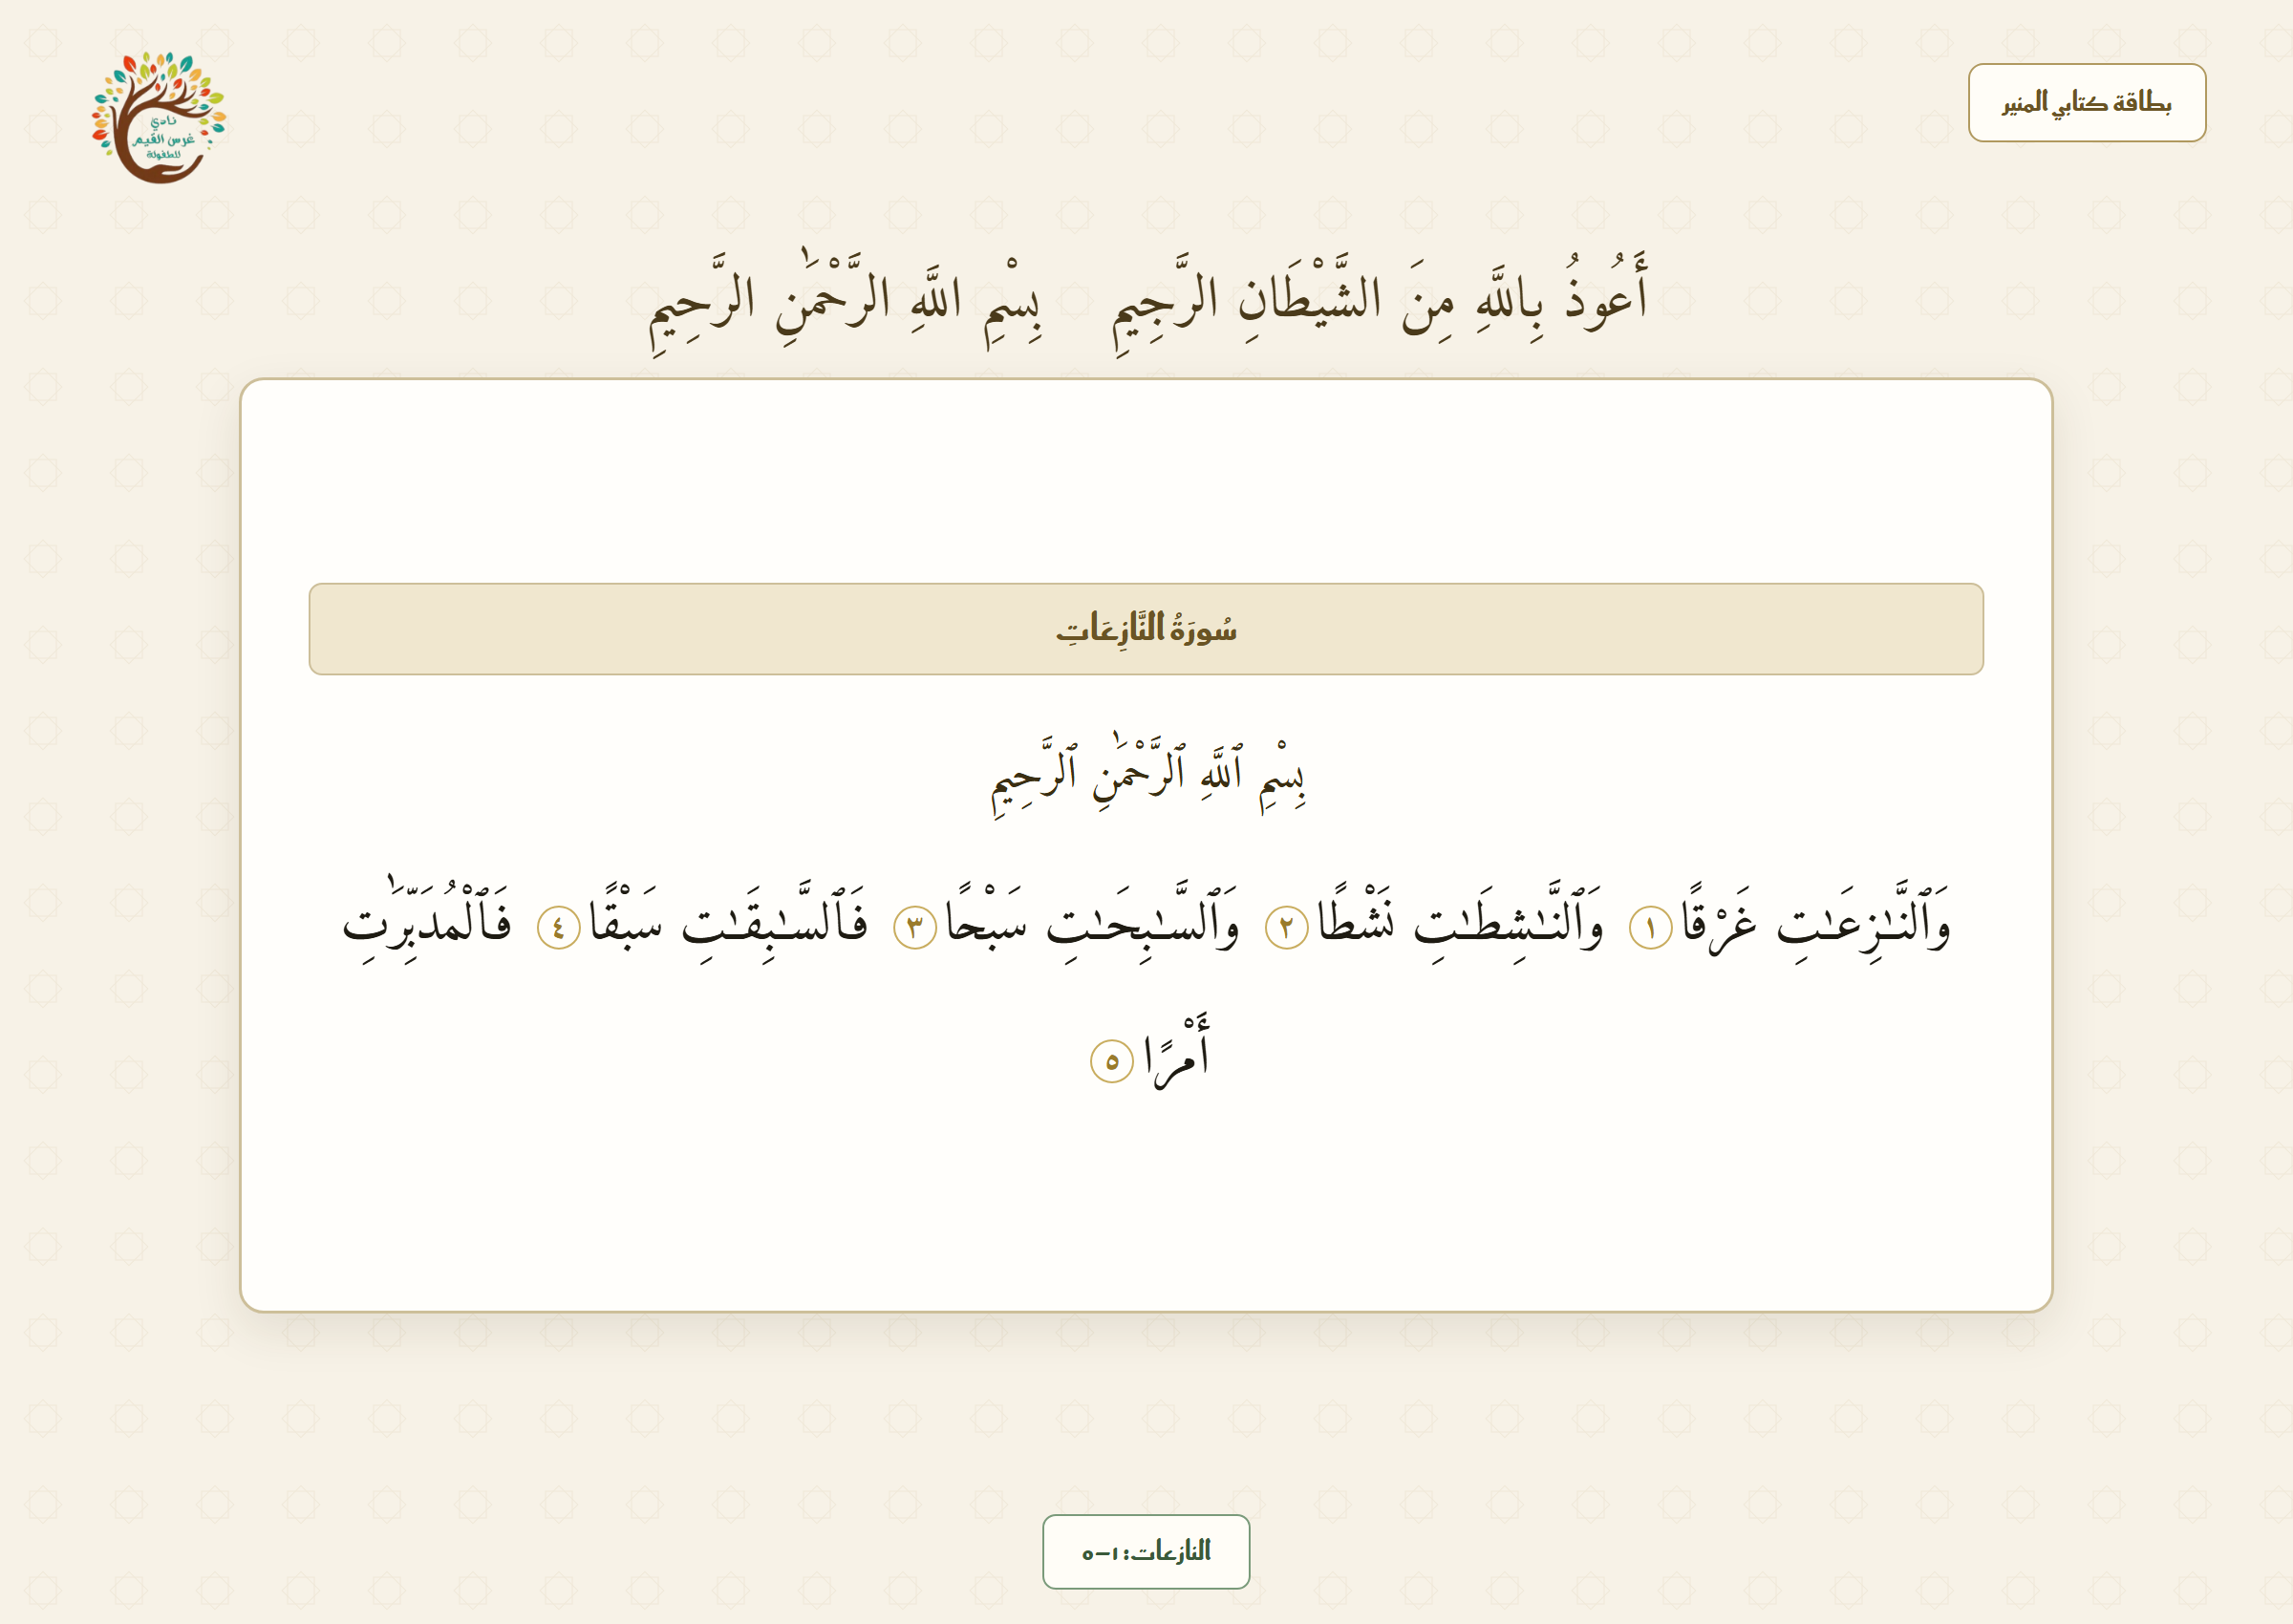 بطاقة كتابي المنير
نادي
غرس القيم
للطفولة
أَعُوذُ بِاللَّهِ مِنَ الشَّيْطَانِ الرَّجِيمِ بِسْمِ اللَّهِ الرَّحْمَٰنِ الرَّحِيمِ
سُورَةُ النَّازِعَاتِ
بِسْمِ ٱللَّهِ ٱلرَّحْمَٰنِ ٱلرَّحِيمِ
وَٱلنَّـٰزِعَـٰتِ غَرْقًا ١ وَٱلنَّـٰشِطَـٰتِ نَشْطًا ٢ وَٱلسَّـٰبِحَـٰتِ سَبْحًا ٣ فَٱلسَّـٰبِقَـٰتِ سَبْقًا ٤ فَٱلْمُدَبِّرَٰتِ
أَمْرًا ٥
النازعات: ١–٥